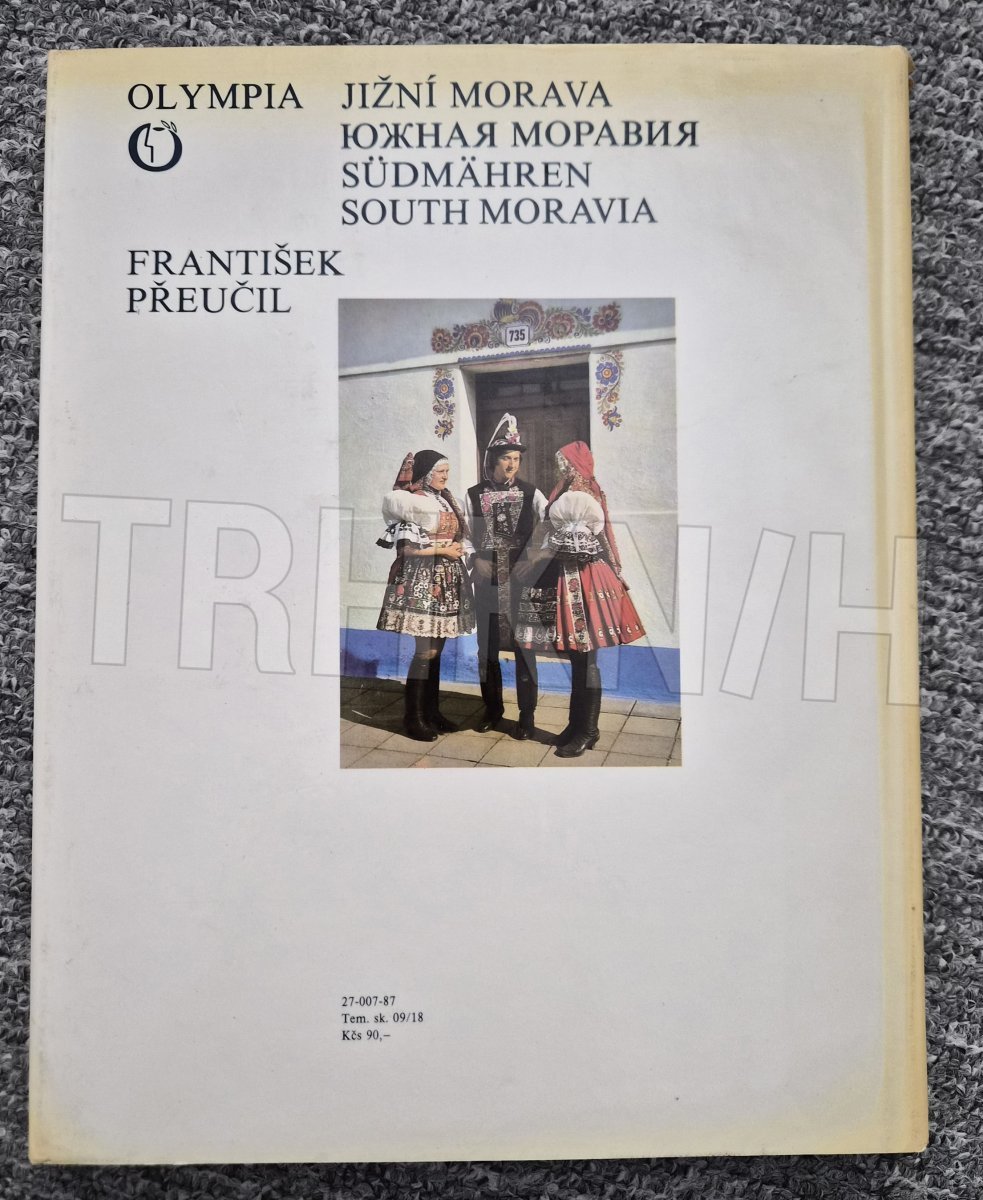 OLYMPIA
JIŽNÍ MORAVA
ЮЖНАЯ МОРАВИЯ
SÜDMÄHREN
SOUTH MORAVIA
FRANTIŠEK
PŘEUČIL
735
TRHKNIH
27-007-87
Tem. sk. 09/18
Kčs 90,–